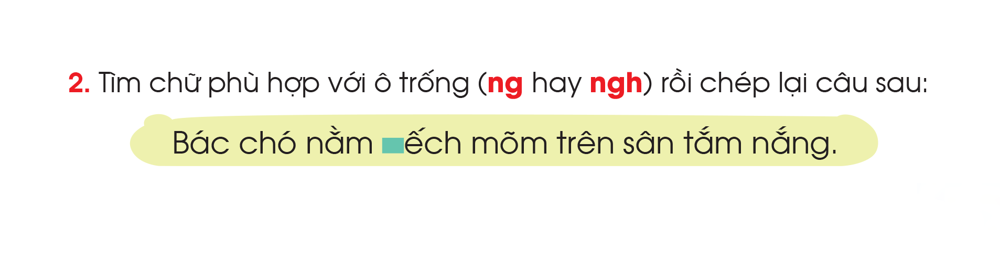 2. Tìm chữ phù hợp với ô trống (ng hay ngh) rồi chép lại câu sau:
Bác chó nằm ếch mõm trên sân tắm nắng.